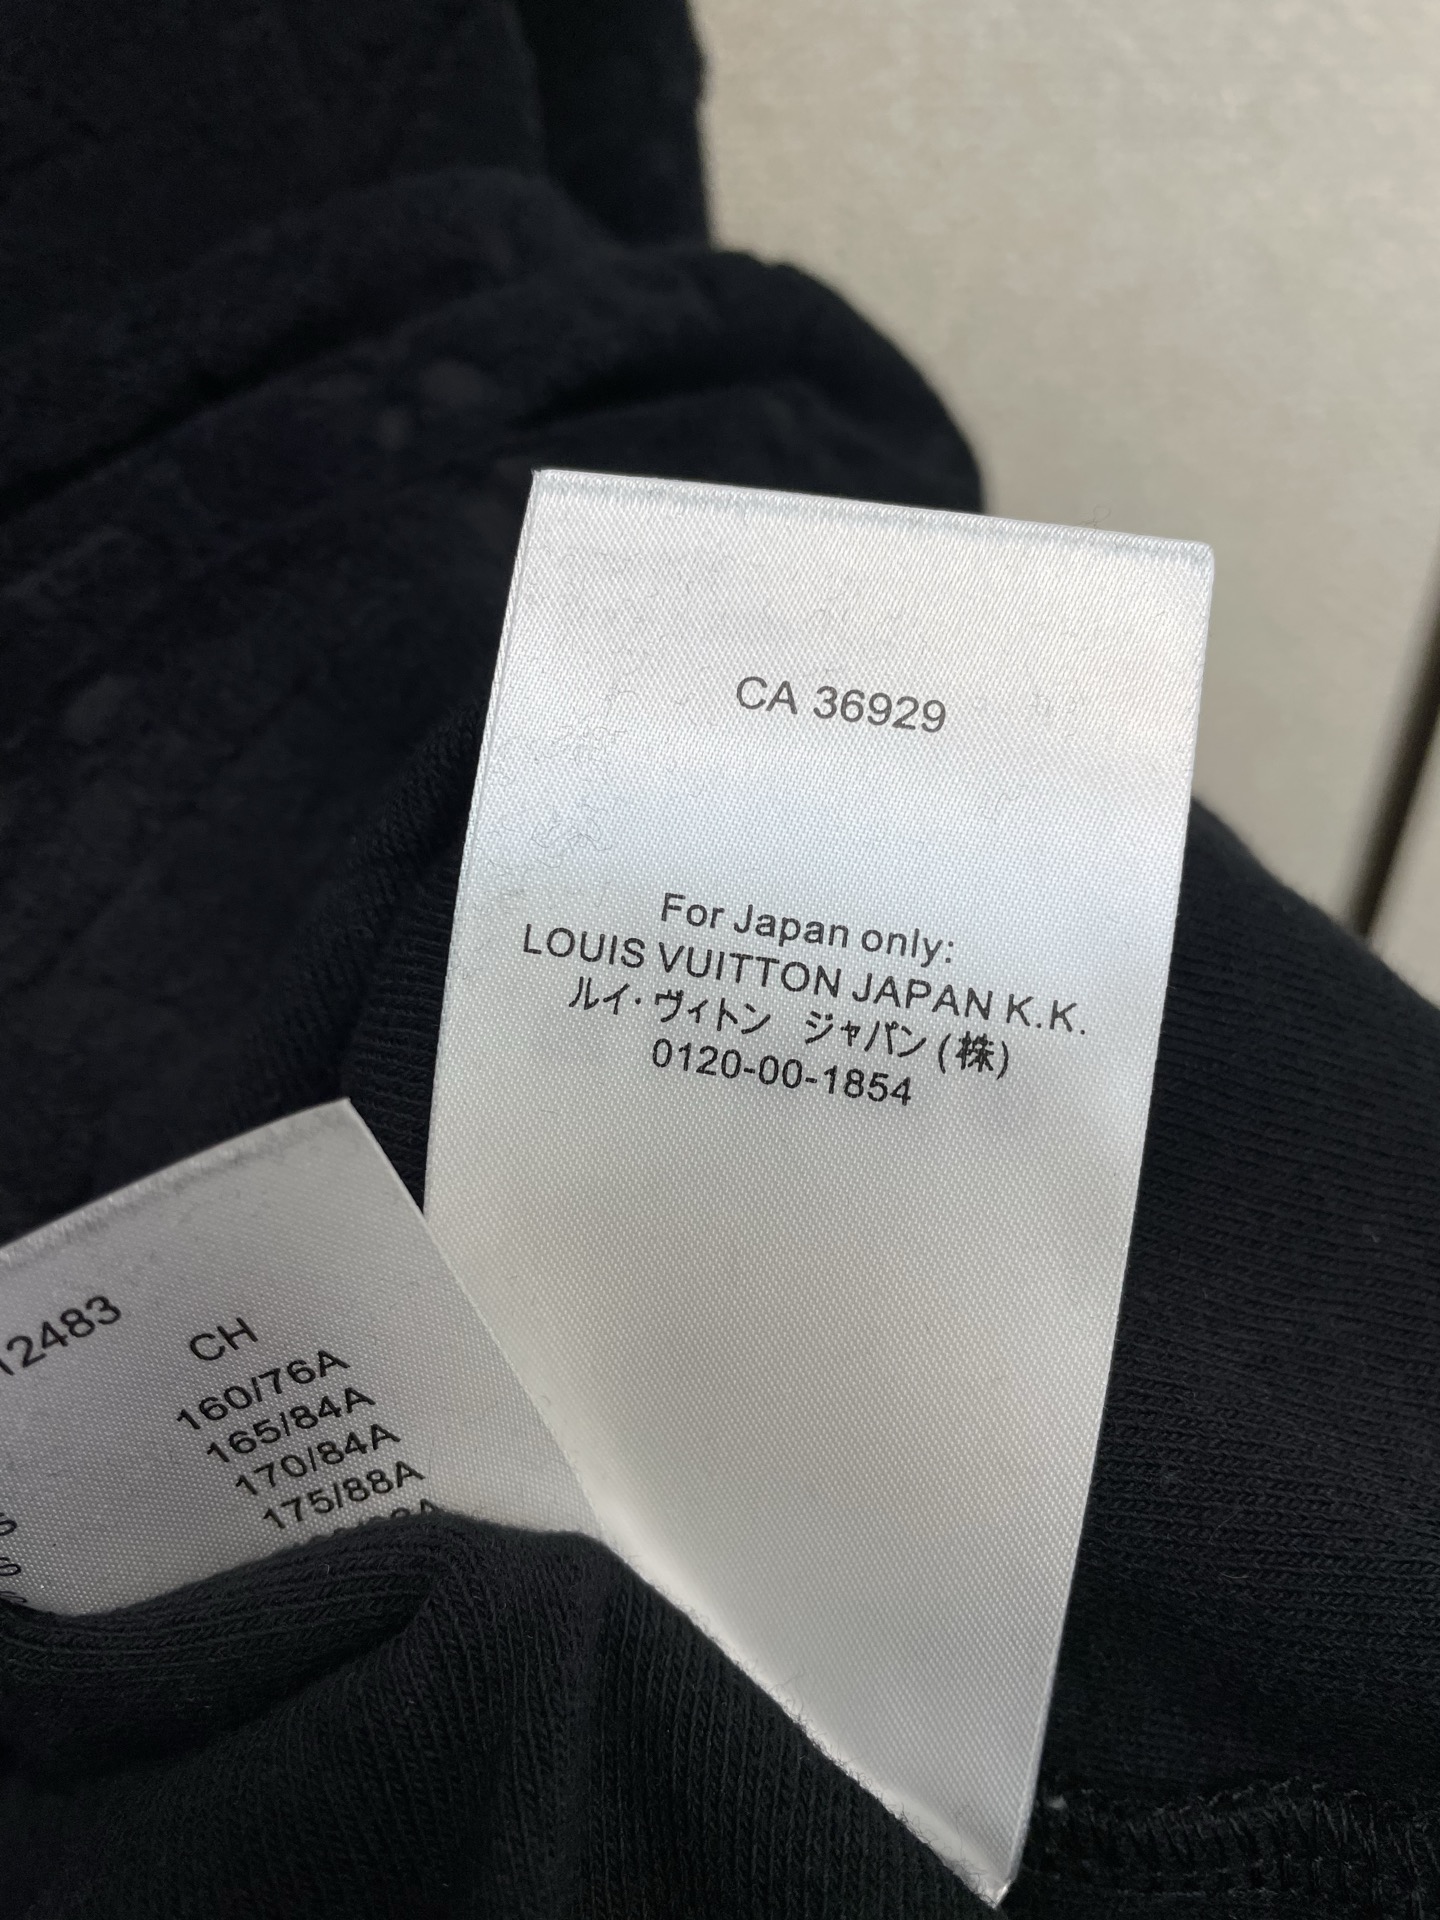 CA 36929
For Japan only:
LOUIS VUITTON JAPAN K.K.
ルイ・ヴィトン ジャパン (株)
0120-00-1854
12483
CH
160/76A
165/84A
170/84A
175/88A
S
S